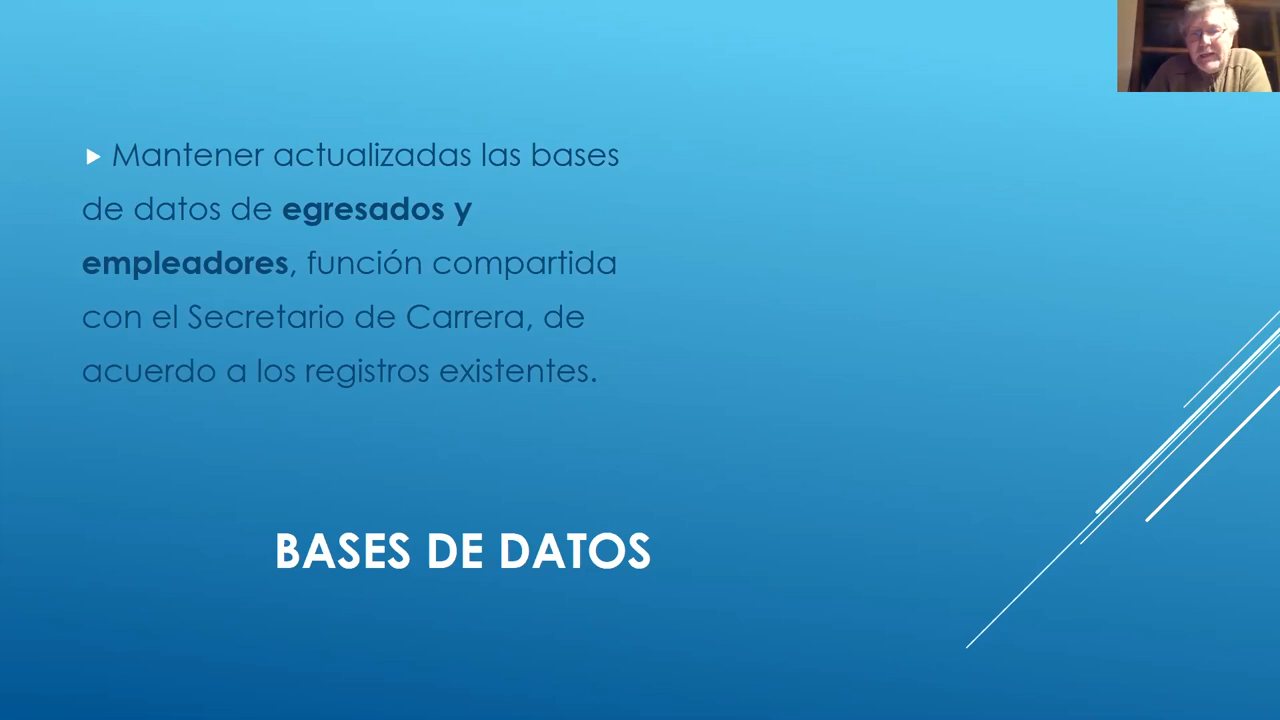 Mantener actualizadas las bases
de datos de egresados y
empleadores, función compartida
con el Secretario de Carrera, de
acuerdo a los registros existentes.
BASES DE DATOS